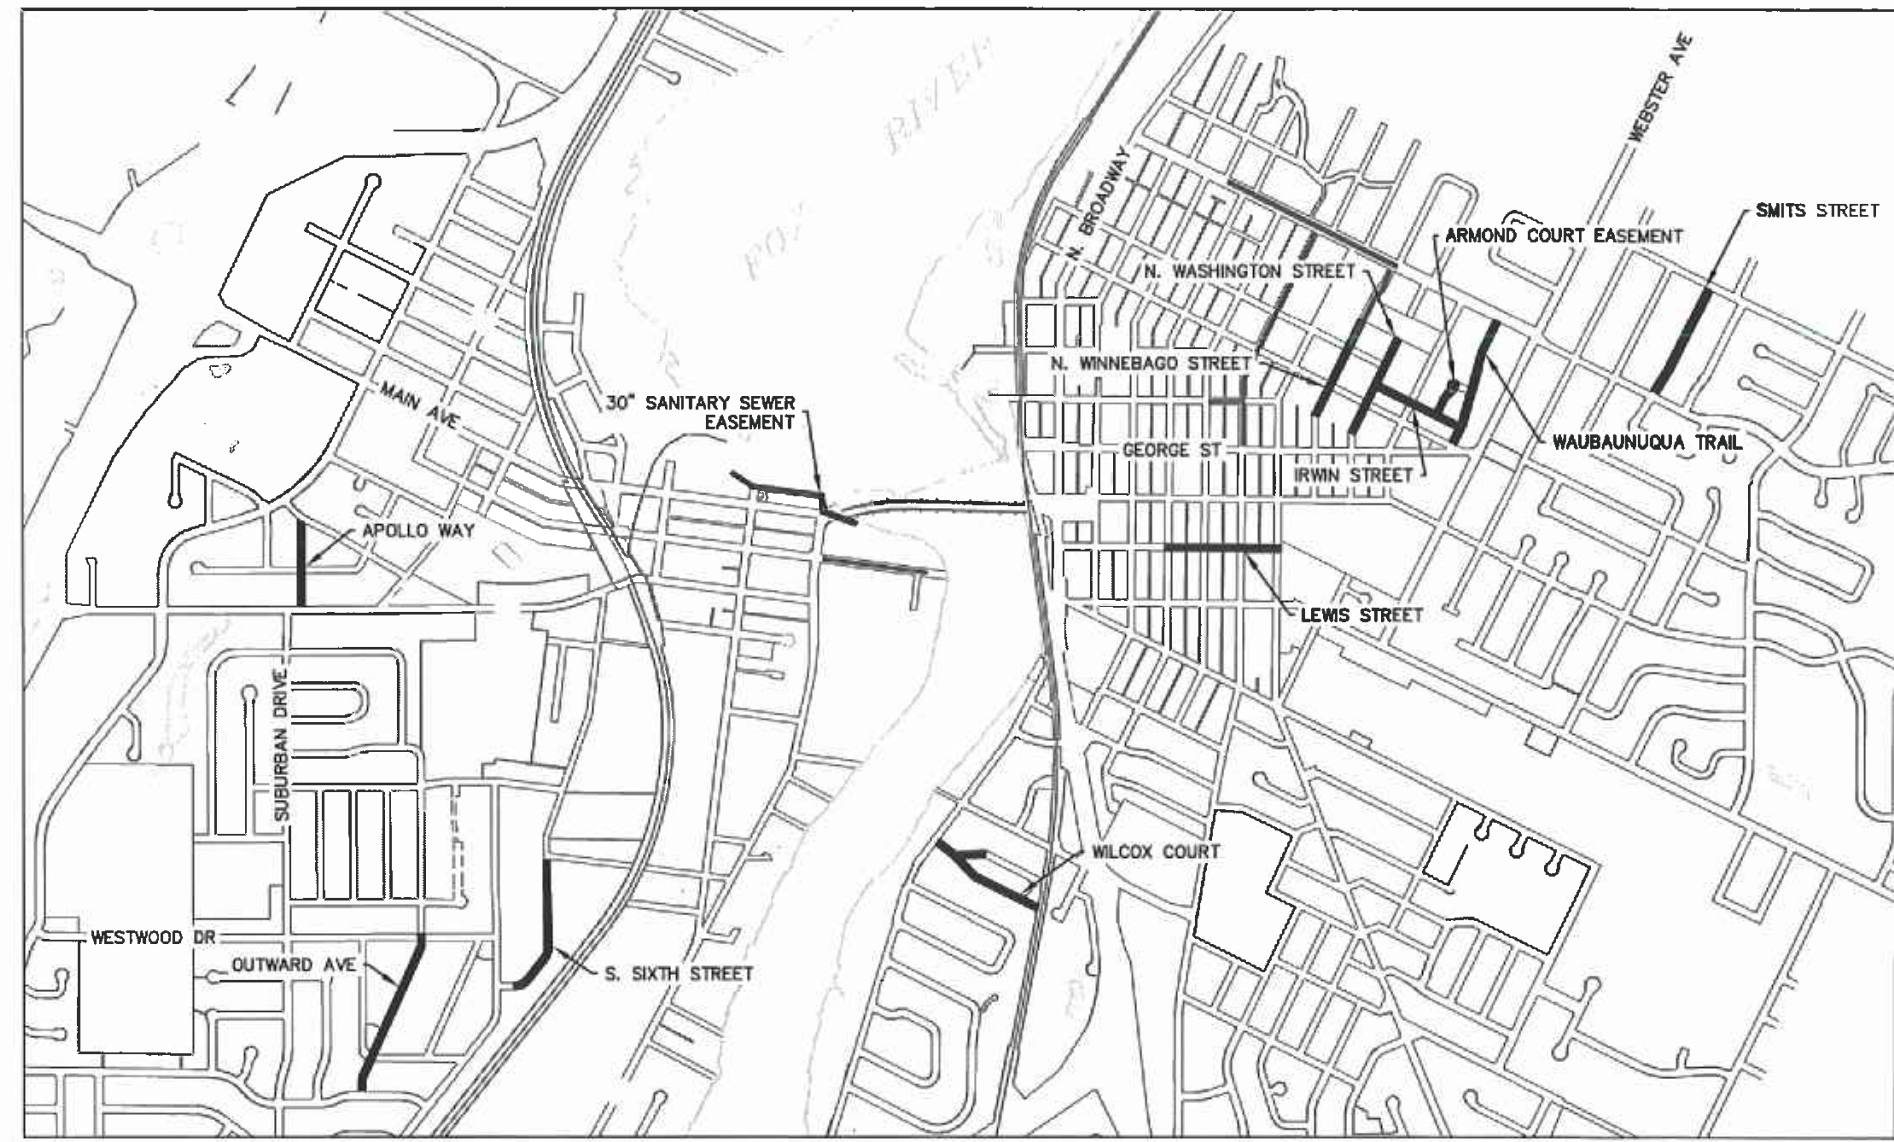 FOX RIVER
WEBSTER AVE
N. BROADWAY
SMITS STREET
ARMOND COURT EASEMENT
N. WASHINGTON STREET
N. WINNEBAGO STREET
MAIN AVE
30" SANITARY SEWER
EASEMENT
GEORGE ST
WAUBAUNUQUA TRAIL
IRWIN STREET
APOLLO WAY
LEWIS STREET
SUBURBAN DRIVE
WILCOX COURT
WESTWOOD DR
OUTWARD AVE
S. SIXTH STREET